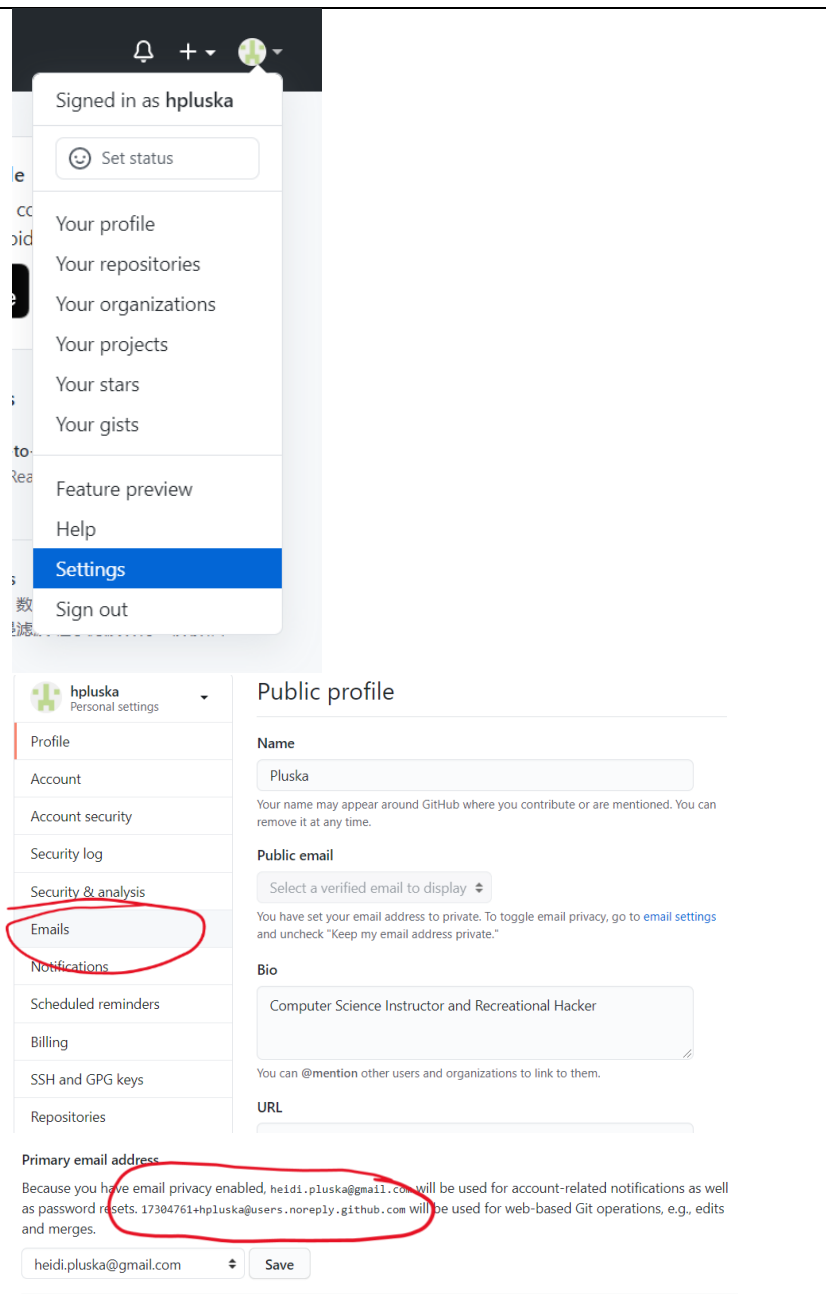 Signed in as hpluska
Set status
le
cc
oid
Your profile
Your repositories
Your organizations
e
Your projects
Your stars
s
Your gists
to-
Rea
Feature preview
Help
Settings
s
数
Sign out
滤
hpluska
Personal settings
Profile
Account
Account security
Security log
Security & analysis
Emails
Notifications
Scheduled reminders
Billing
SSH and GPG keys
Repositories
Public profile
Name
Pluska
Your name may appear around GitHub where you contribute or are mentioned. You can
remove it at any time.
Public email
Select a verified email to display
You have set your email address to private. To toggle email privacy, go to email settings
and uncheck "Keep my email address private."
Bio
Computer Science Instructor and Recreational Hacker
You can @mention other users and organizations to link to them.
URL
Primary email address
Because you have email privacy enabled, heidi.pluska@gmail.com will be used for account-related notifications as well
as password resets. 17304761+hpluska@users.noreply.github.com will be used for web-based Git operations, e.g., edits
and merges.
heidi.pluska@gmail.com
Save